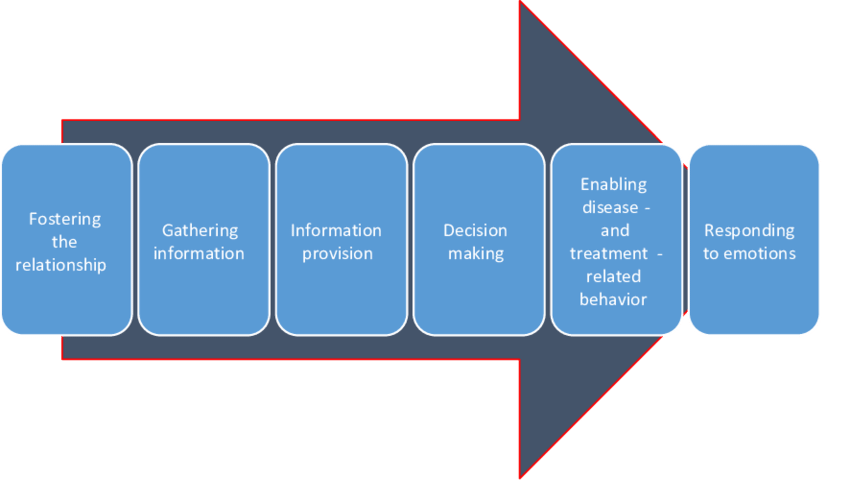 Fostering
the
relationship
Gathering
information
Information
provision
Decision
making
Enabling
disease -
and
treatment -
related
behavior
Responding
to emotions